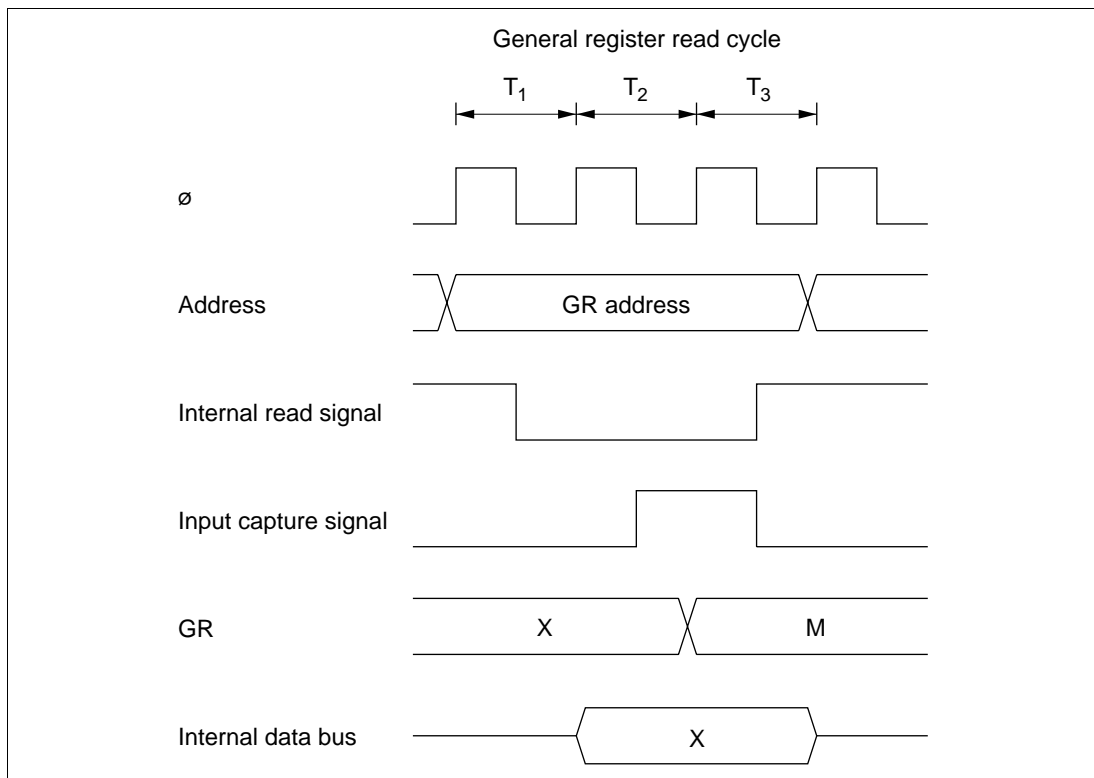 General register read cycle
T1 T2 T3
ø
Address GR address
Internal read signal
Input capture signal
GR X M
Internal data bus X